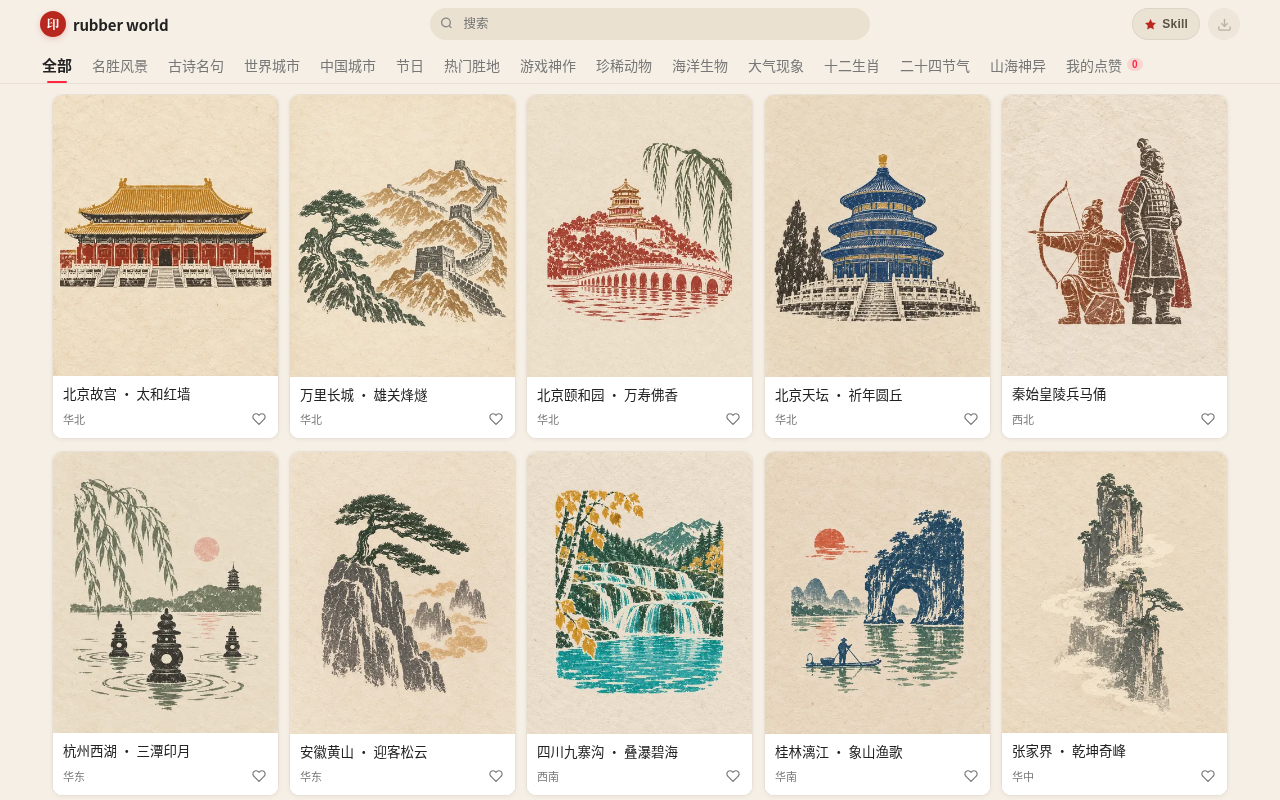 印 rubber world
搜索
Skill
全部 名胜风景 古诗名句 世界城市 中国城市 节日 热门胜地 游戏神作 珍稀动物 海洋生物 大气现象 十二生肖 二十四节气 山海神异 我的点赞 0
北京故宫 · 太和红墙
华北
万里长城 · 雄关烽燧
华北
北京颐和园 · 万寿佛香
华北
北京天坛 · 祈年圆丘
华北
秦始皇陵兵马俑
西北
杭州西湖 · 三潭印月
华东
安徽黄山 · 迎客松云
华东
四川九寨沟 · 叠瀑碧海
西南
桂林漓江 · 象山渔歌
华南
张家界 · 乾坤奇峰
华中